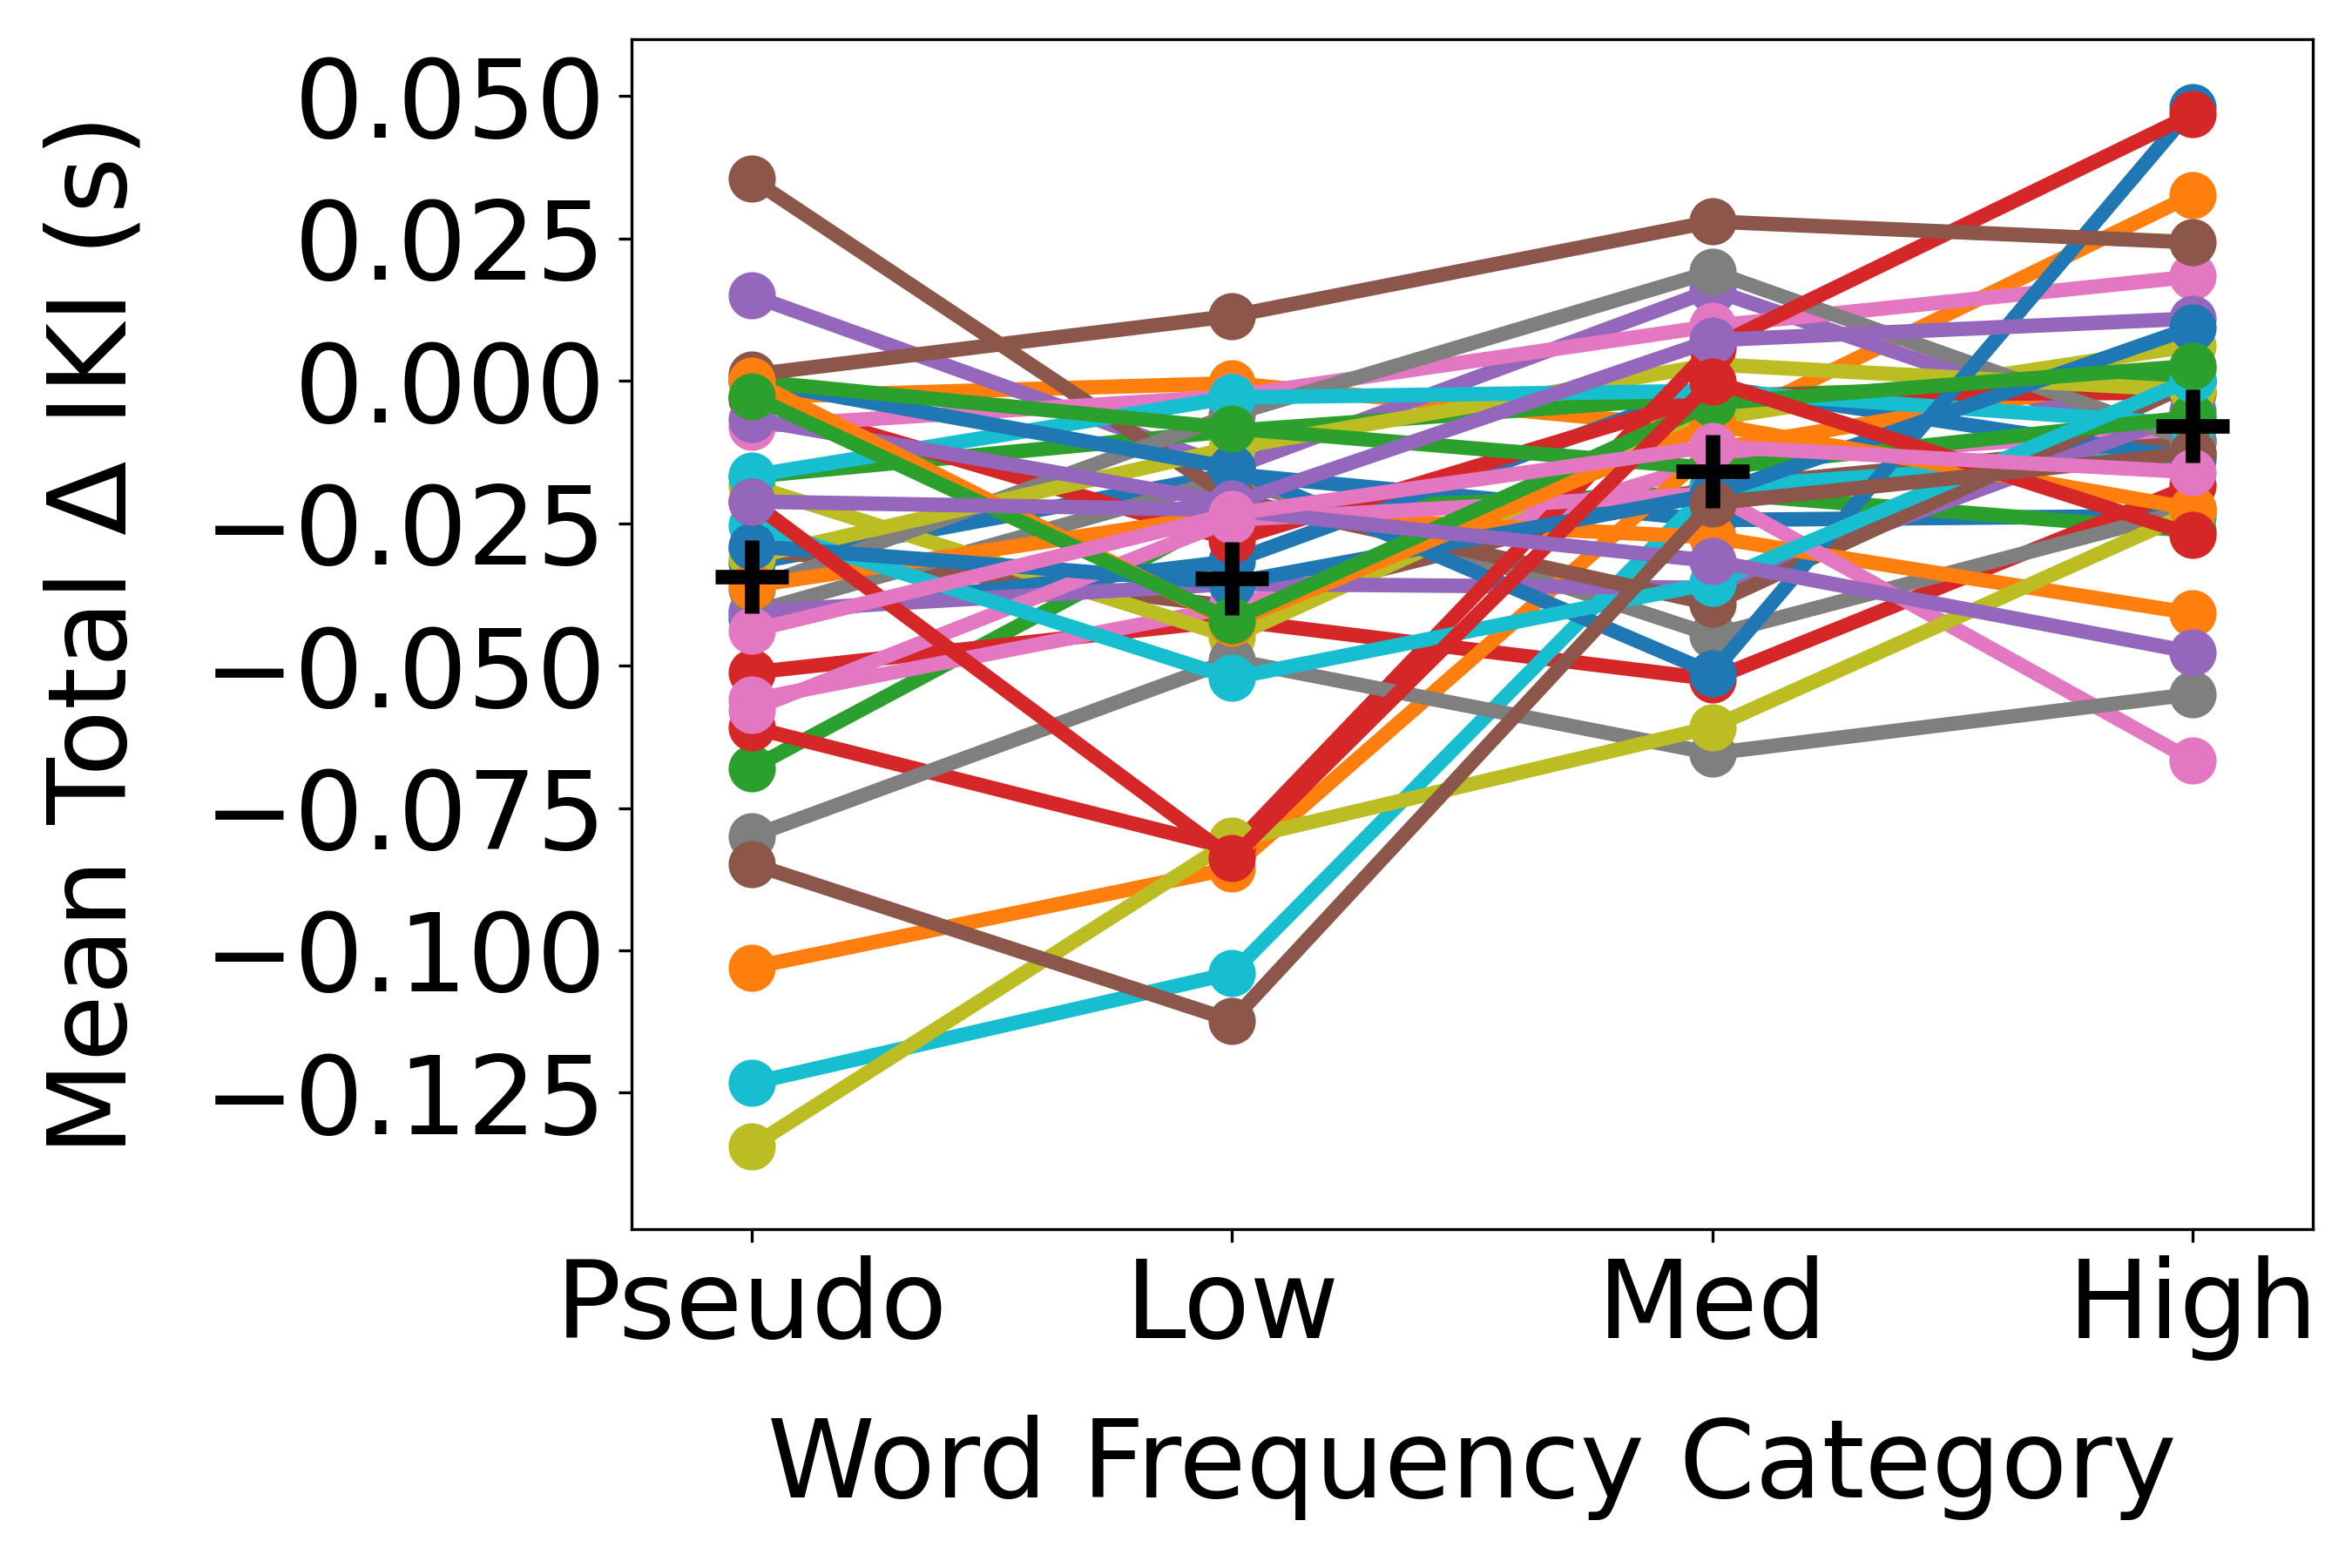 Mean Total Δ IKI (s)
0.050
0.025
0.000
−0.025
−0.050
−0.075
−0.100
−0.125
Pseudo Low Med High
Word Frequency Category